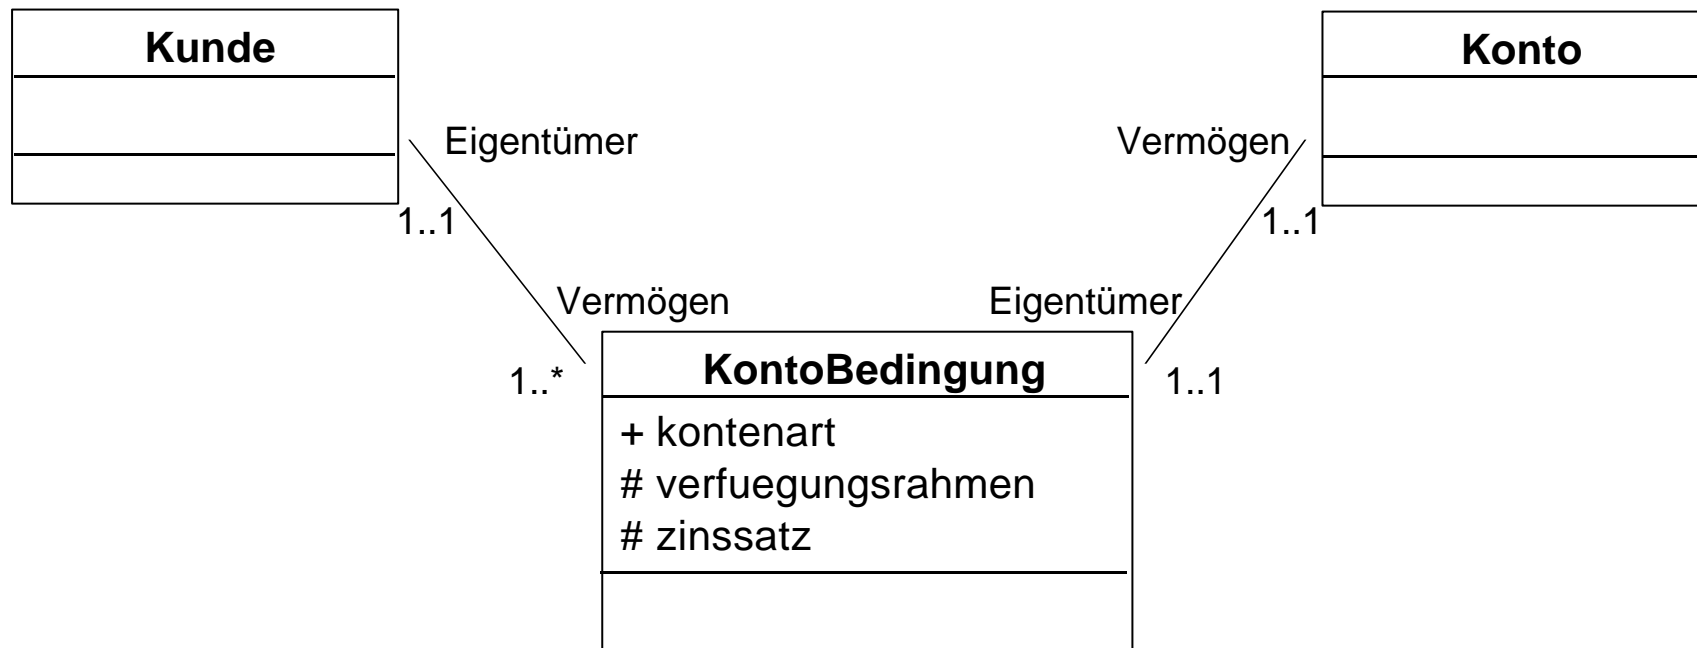 Kunde
Konto
Eigentümer
Vermögen
1..1
1..1
Vermögen
Eigentümer
1..*
KontoBedingung
1..1
+ kontenart
# verfuegungsrahmen
# zinssatz